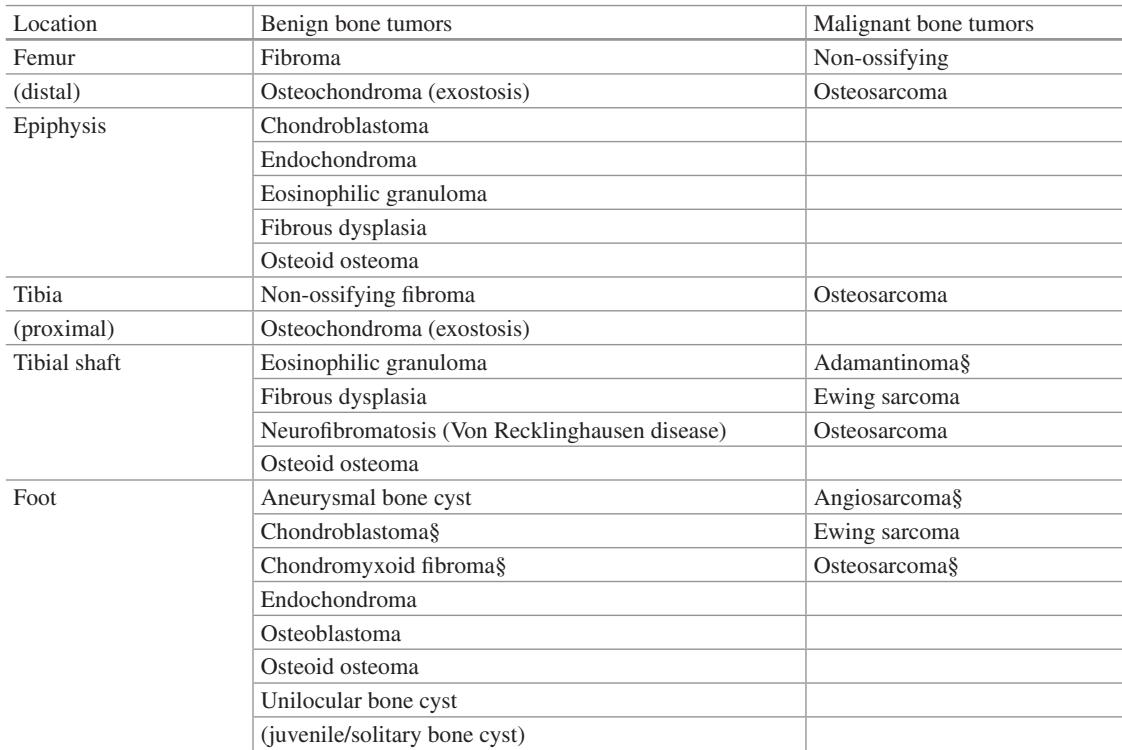 Location Benign bone tumors Malignant bone tumors
Femur Fibroma Non-ossifying
(distal) Osteochondroma (exostosis) Osteosarcoma
Epiphysis Chondroblastoma
Endochondroma
Eosinophilic granuloma
Fibrous dysplasia
Osteoid osteoma
Tibia Non-ossifying fibroma Osteosarcoma
(proximal) Osteochondroma (exostosis)
Tibial shaft Eosinophilic granuloma Adamantinoma§
Fibrous dysplasia Ewing sarcoma
Neurofibromatosis (Von Recklinghausen disease) Osteosarcoma
Osteoid osteoma
Foot Aneurysmal bone cyst Angiosarcoma§
Chondroblastoma§ Ewing sarcoma
Chondromyxoid fibroma§ Osteosarcoma§
Endochondroma
Osteoblastoma
Osteoid osteoma
Unilocular bone cyst
(juvenile/solitary bone cyst)